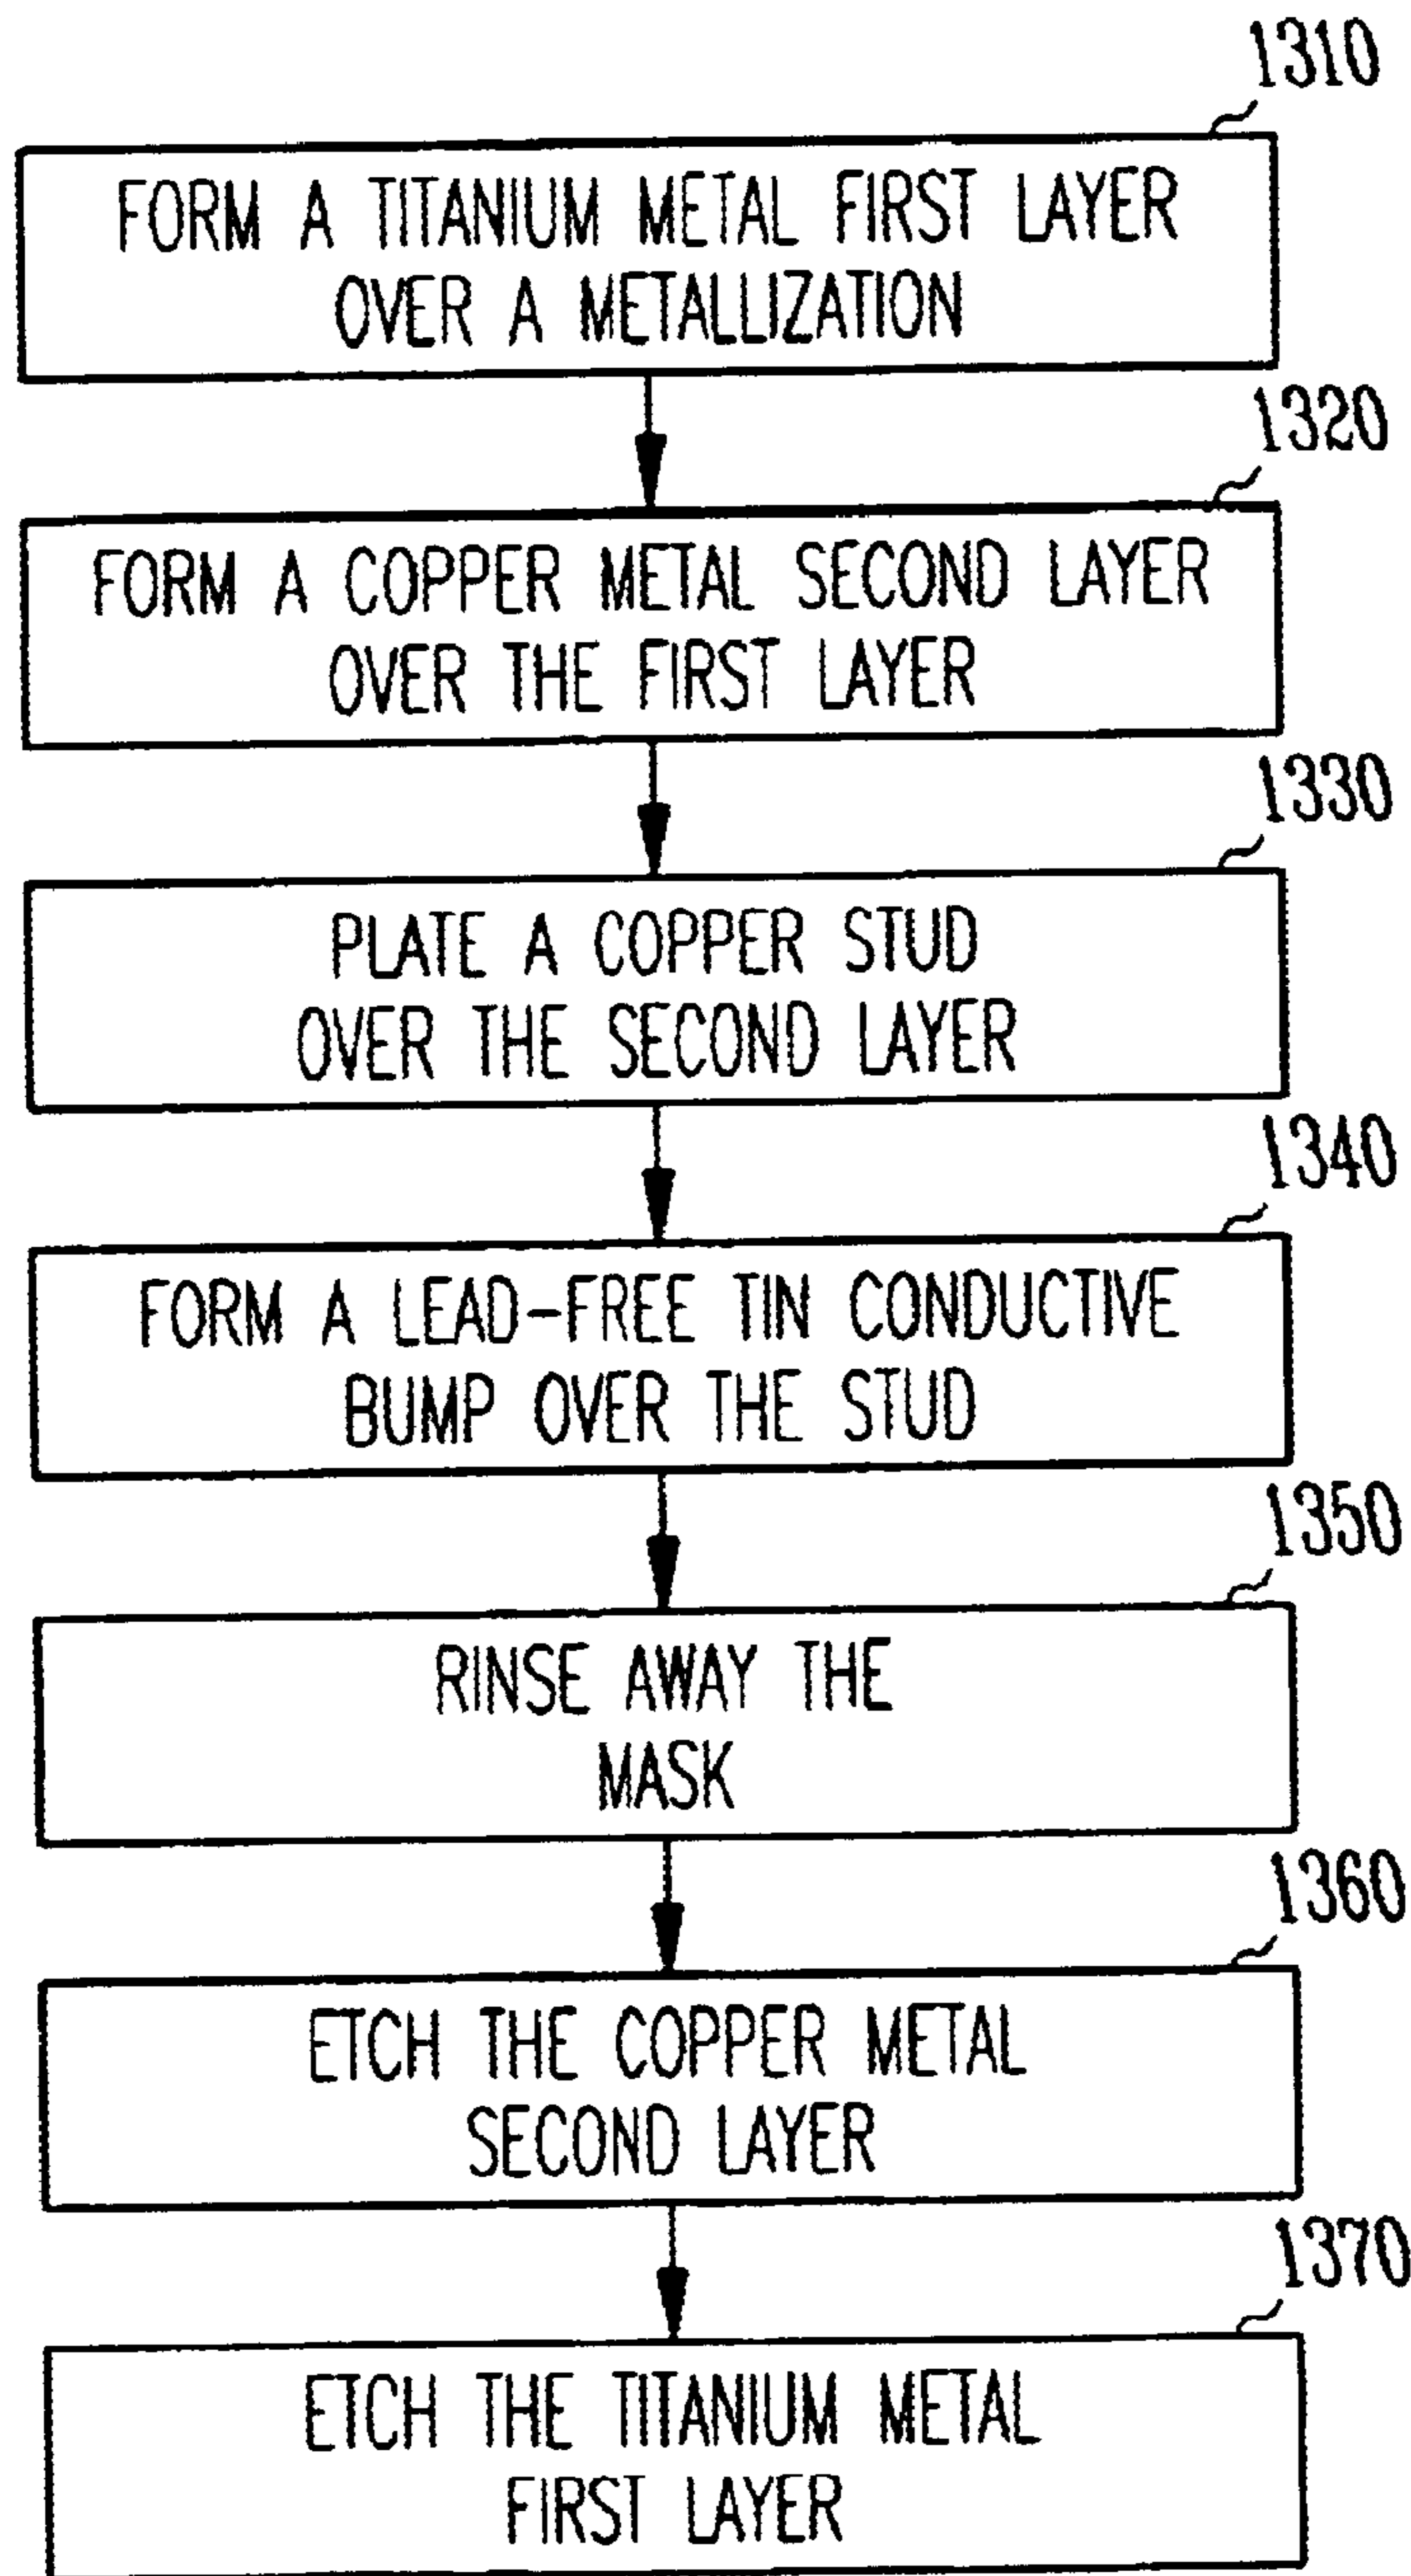 1310
FORM A TITANIUM METAL FIRST LAYER
OVER A METALLIZATION
1320
FORM A COPPER METAL SECOND LAYER
OVER THE FIRST LAYER
1330
PLATE A COPPER STUD
OVER THE SECOND LAYER
1340
FORM A LEAD-FREE TIN CONDUCTIVE
BUMP OVER THE STUD
1350
RINSE AWAY THE
MASK
1360
ETCH THE COPPER METAL
SECOND LAYER
1370
ETCH THE TITANIUM METAL
FIRST LAYER